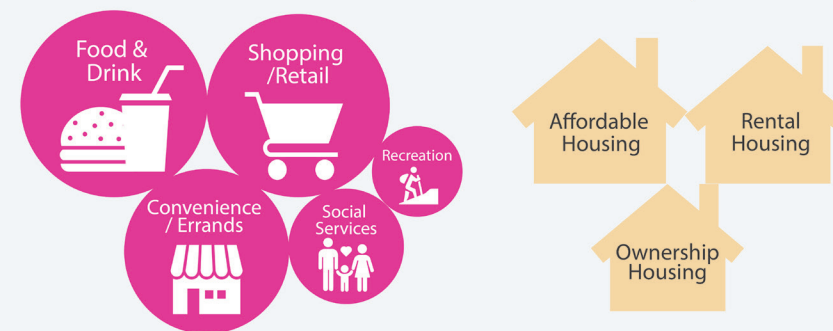 Food &
Drink
Shopping
/Retail
Recreation
Convenience
/ Errands
Social
Services
Affordable
Housing
Rental
Housing
Ownership
Housing